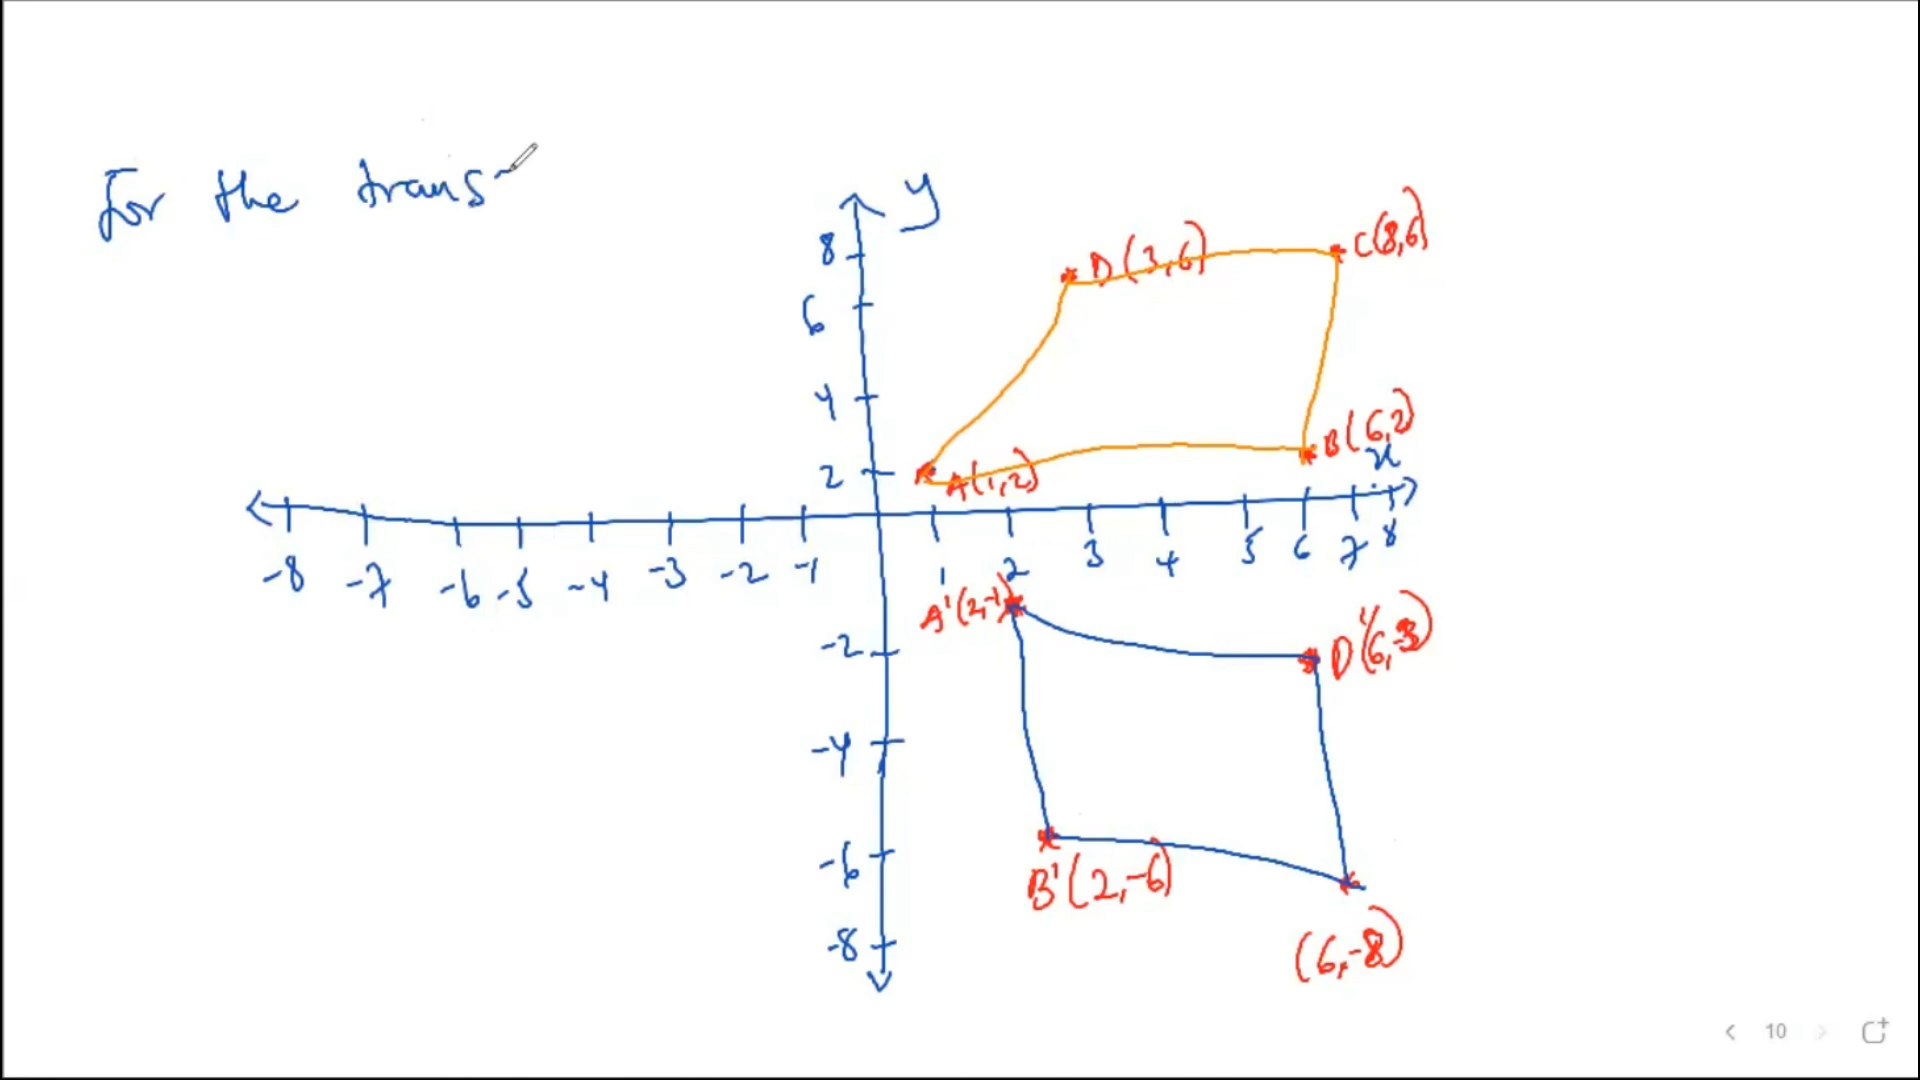 For the trans
y
8
D(3,6)
C(8,6)
6
4
B(6,2)
x
2
A(1,2)
-8 -7 -6 -5 -4 -3 -2 -1 1 2 3 4 5 6 7 8
A'(2,-1)
D'(6,-3)
-2
-4
-6
B'(2,-6)
-8
(6,-8)
10